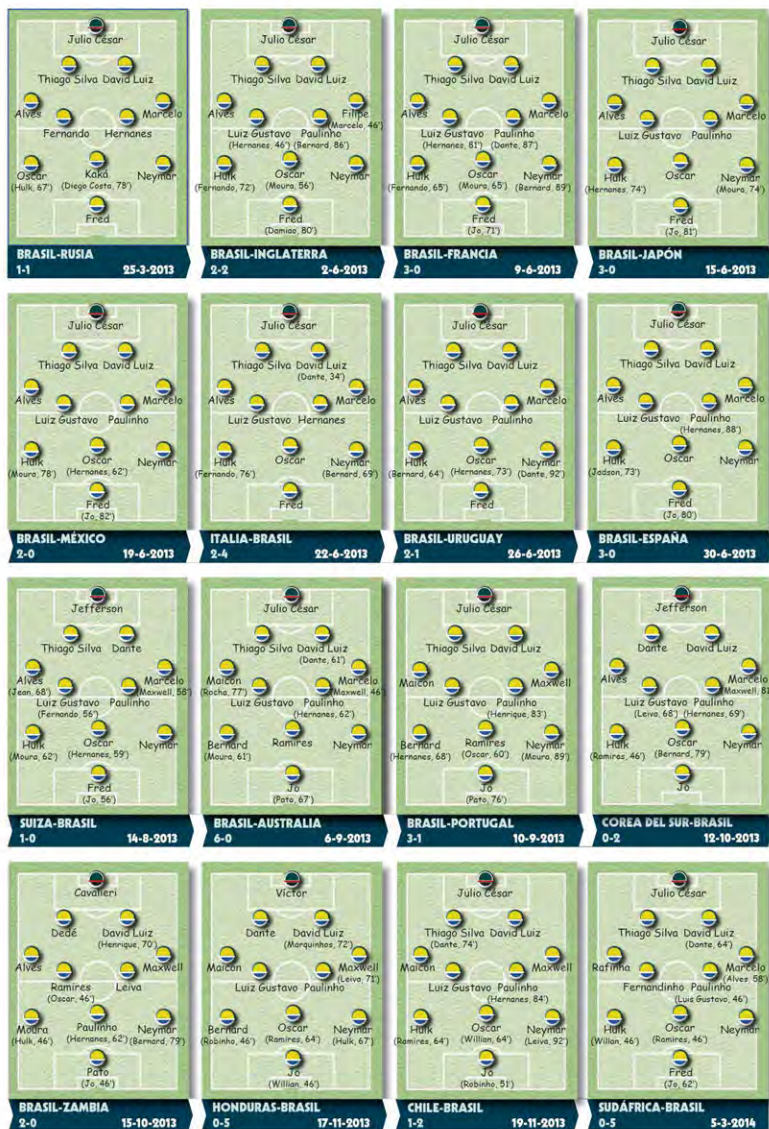 Julio César
Thiago Silva David Luiz
Alves Marcelo
Fernando Hernanes
Oscar Kaká Neymar
(Hulk, 67') (Diego Costa, 78')
Fred
BRASIL-RUSIA
1-1 25-3-2013
Julio César
Thiago Silva David Luiz
Alves Filipe
(Marcelo, 46')
Luiz Gustavo Paulinho
(Hernanes, 46') (Bernard, 86')
Hulk Oscar Neymar
(Fernando, 72') (Moura, 56')
Fred
(Damiao, 80')
BRASIL-INGLATERRA
2-2 2-6-2013
Julio César
Thiago Silva David Luiz
Alves Marcelo
Luiz Gustavo Paulinho
(Hernanes, 81') (Dante, 87')
Hulk Oscar Neymar
(Fernando, 65') (Moura, 65') (Bernard, 89')
Fred
(Jo, 71')
BRASIL-FRANCIA
3-0 9-6-2013
Julio César
Thiago Silva David Luiz
Alves Marcelo
Luiz Gustavo Paulinho
Hulk Oscar Neymar
(Hernanes, 74') (Moura, 74')
Fred
(Jo, 81')
BRASIL-JAPÓN
3-0 15-6-2013
Julio César
Thiago Silva David Luiz
Alves Marcelo
Luiz Gustavo Paulinho
Hulk Oscar Neymar
(Moura, 78') (Hernanes, 62')
Fred
(Jo, 82')
BRASIL-MÉXICO
2-0 19-6-2013
Julio César
Thiago Silva David Luiz
(Dante, 34')
Alves Marcelo
Luiz Gustavo Hernanes
Hulk Oscar Neymar
(Fernando, 76') (Bernard, 69')
Fred
ITALIA-BRASIL
2-4 22-6-2013
Julio César
Thiago Silva David Luiz
Alves Marcelo
Luiz Gustavo Paulinho
Hulk Oscar Neymar
(Bernard, 64') (Hernanes, 73') (Dante, 92')
Fred
BRASIL-URUGUAY
2-1 26-6-2013
Julio César
Thiago Silva David Luiz
Alves Marcelo
Luiz Gustavo Paulinho
(Hernanes, 88')
Hulk Oscar Neymar
(Jadson, 73')
Fred
(Jo, 80')
BRASIL-ESPAÑA
3-0 30-6-2013
Jefferson
Thiago Silva Dante
Alves Marcelo
(Jean, 68') (Maxwell, 58')
Luiz Gustavo Paulinho
(Fernando, 56')
Hulk Oscar Neymar
(Moura, 62') (Hernanes, 59')
Fred
(Jo, 56')
SUIZA-BRASIL
1-0 14-8-2013
Julio César
Thiago Silva David Luiz
(Dante, 61')
Maicon Marcelo
(Rocha, 77') (Maxwell, 46')
Luiz Gustavo Paulinho
(Hernanes, 62')
Bernard Ramires Neymar
(Moura, 61')
Jo
(Pato, 67')
BRASIL-AUSTRALIA
6-0 6-9-2013
Julio César
Thiago Silva David Luiz
Maicon Maxwell
Luiz Gustavo Paulinho
(Henrique, 83')
Bernard Ramires Neymar
(Hernanes, 68') (Oscar, 60') (Moura, 89')
Jo
(Pato, 76')
BRASIL-PORTUGAL
3-1 10-9-2013
Jefferson
Dante David Luiz
Alves Marcelo
(Maxwell,
Luiz Gustavo Paulinho
(Leiva, 68') (Hernanes, 69')
Hulk Oscar Neymar
(Ramires, 46') (Bernard, 79')
Jo
COREA DEL SUR-BRASIL
0-2 12-10-2013
Cavalieri
Dedé David Luiz
(Henrique, 70')
Alves Maxwell
Ramires Leiva
(Oscar, 46')
Moura Paulinho Neymar
(Hulk, 46') (Hernanes, 62') (Bernard, 79')
Pato
(Jo, 46')
BRASIL-ZAMBIA
2-0 15-10-2013
Víctor
Dante David Luiz
(Marquinhos, 72')
Maicon Maxwell
(Leiva, 71')
Luiz Gustavo Paulinho
Bernard Oscar Neymar
(Robinho, 46') (Ramires, 64') (Hulk, 67')
Jo
(Willian, 46')
HONDURAS-BRASIL
0-5 17-11-2013
Júlio César
Thiago Silva David Luiz
(Dante, 74')
Maicon Maxwell
Luiz Gustavo Paulinho
(Hernanes, 84')
Hulk Oscar Neymar
(Ramires, 64') (Willian, 64') (Leiva, 92')
Jo
(Robinho, 51')
CHILE-BRASIL
1-2 19-11-2013
Julio César
Thiago Silva David Luiz
(Dante, 64')
Rafinha Marcelo
(Alves, 58')
Fernandinho Paulinho
(Luis Gustavo, 46')
Hulk Oscar Neymar
(Willan, 46') (Ramires, 46')
Fred
(Jo, 62')
SUDÁFRICA-BRASIL
0-5 5-3-2014